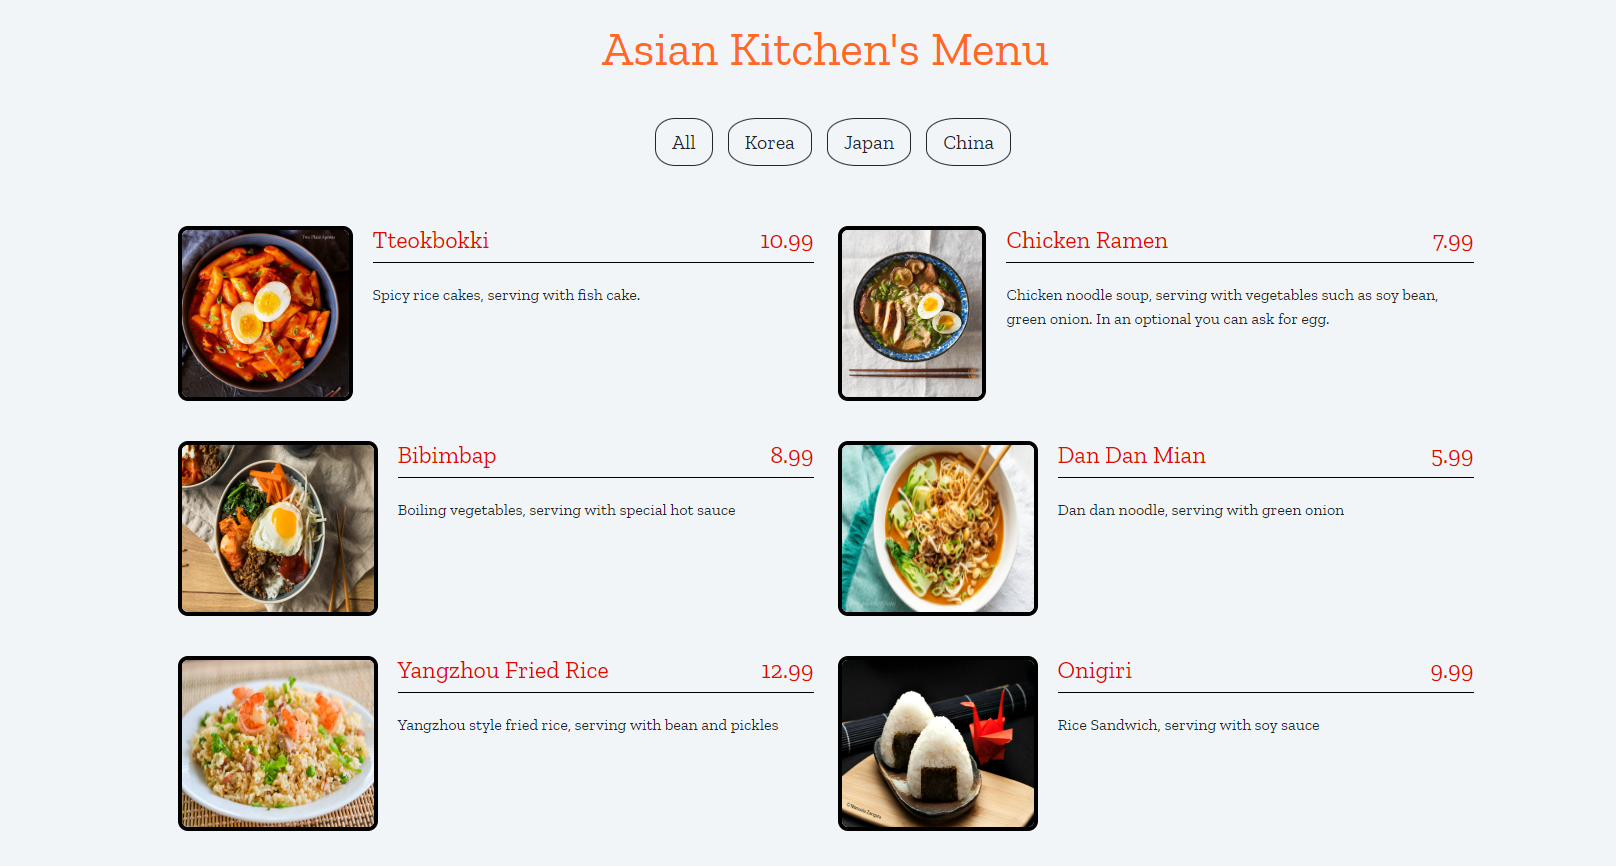 Asian Kitchen's Menu
All
Korea
Japan
China
Tteokbokki 10.99
Spicy rice cakes, serving with fish cake.
Chicken Ramen 7.99
Chicken noodle soup, serving with vegetables such as soy bean,
green onion. In an optional you can ask for egg.
Bibimbap 8.99
Boiling vegetables, serving with special hot sauce
Dan Dan Mian 5.99
Dan dan noodle, serving with green onion
Yangzhou Fried Rice 12.99
Yangzhou style fried rice, serving with bean and pickles
Onigiri 9.99
Rice Sandwich, serving with soy sauce